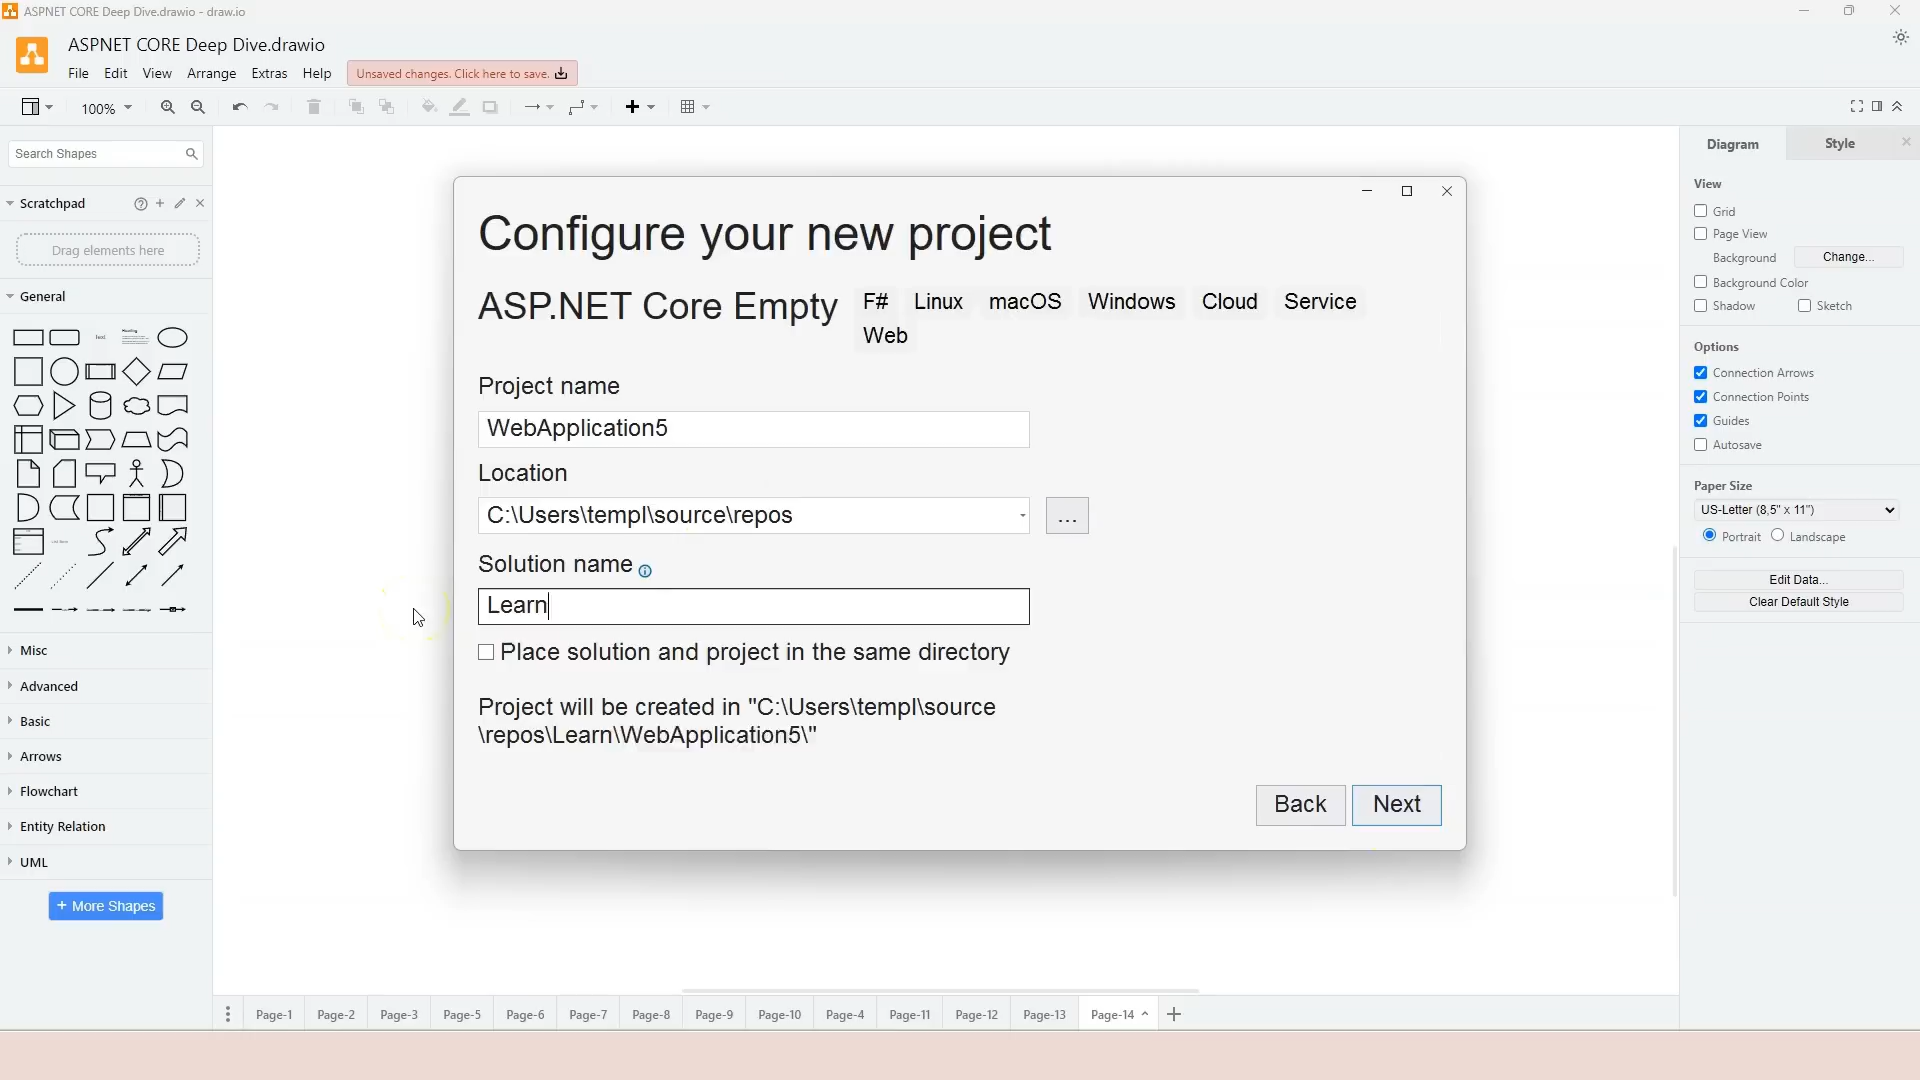 ASPNET CORE Deep Dive.drawio - draw.io
ASPNET CORE Deep Dive.drawio
File Edit View Arrange Extras Help Unsaved changes. Click here to save.
100%
Search Shapes
Scratchpad
Drag elements here
General
Text
Heading
Misc
Advanced
Basic
Arrows
Flowchart
Entity Relation
UML
+ More Shapes
Configure your new project
ASP.NET Core Empty F# Linux macOS Windows Cloud Service
Web
Project name
WebApplication5
Location
C:\Users\templ\source\repos
...
Solution name
Learn
Place solution and project in the same directory
Project will be created in "C:\Users\templ\source
\repos\Learn\WebApplication5\"
Back Next
Page-1 Page-2 Page-3 Page-5 Page-6 Page-7 Page-8 Page-9 Page-10 Page-4 Page-11 Page-12 Page-13 Page-14
Diagram Style
View
Grid
Page View
Background Change...
Background Color
Shadow Sketch
Options
Connection Arrows
Connection Points
Guides
Autosave
Paper Size
US-Letter (8,5" x 11")
Portrait Landscape
Edit Data...
Clear Default Style